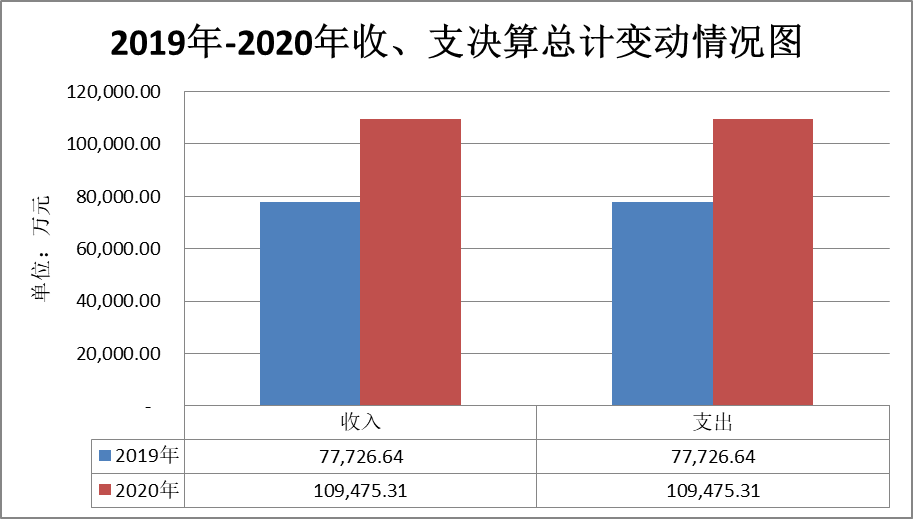 2019年-2020年收、支决算总计变动情况图
单位：万元
120,000.00
100,000.00
80,000.00
60,000.00
40,000.00
20,000.00
-
收入 支出
2019年 77,726.64 77,726.64
2020年 109,475.31 109,475.31